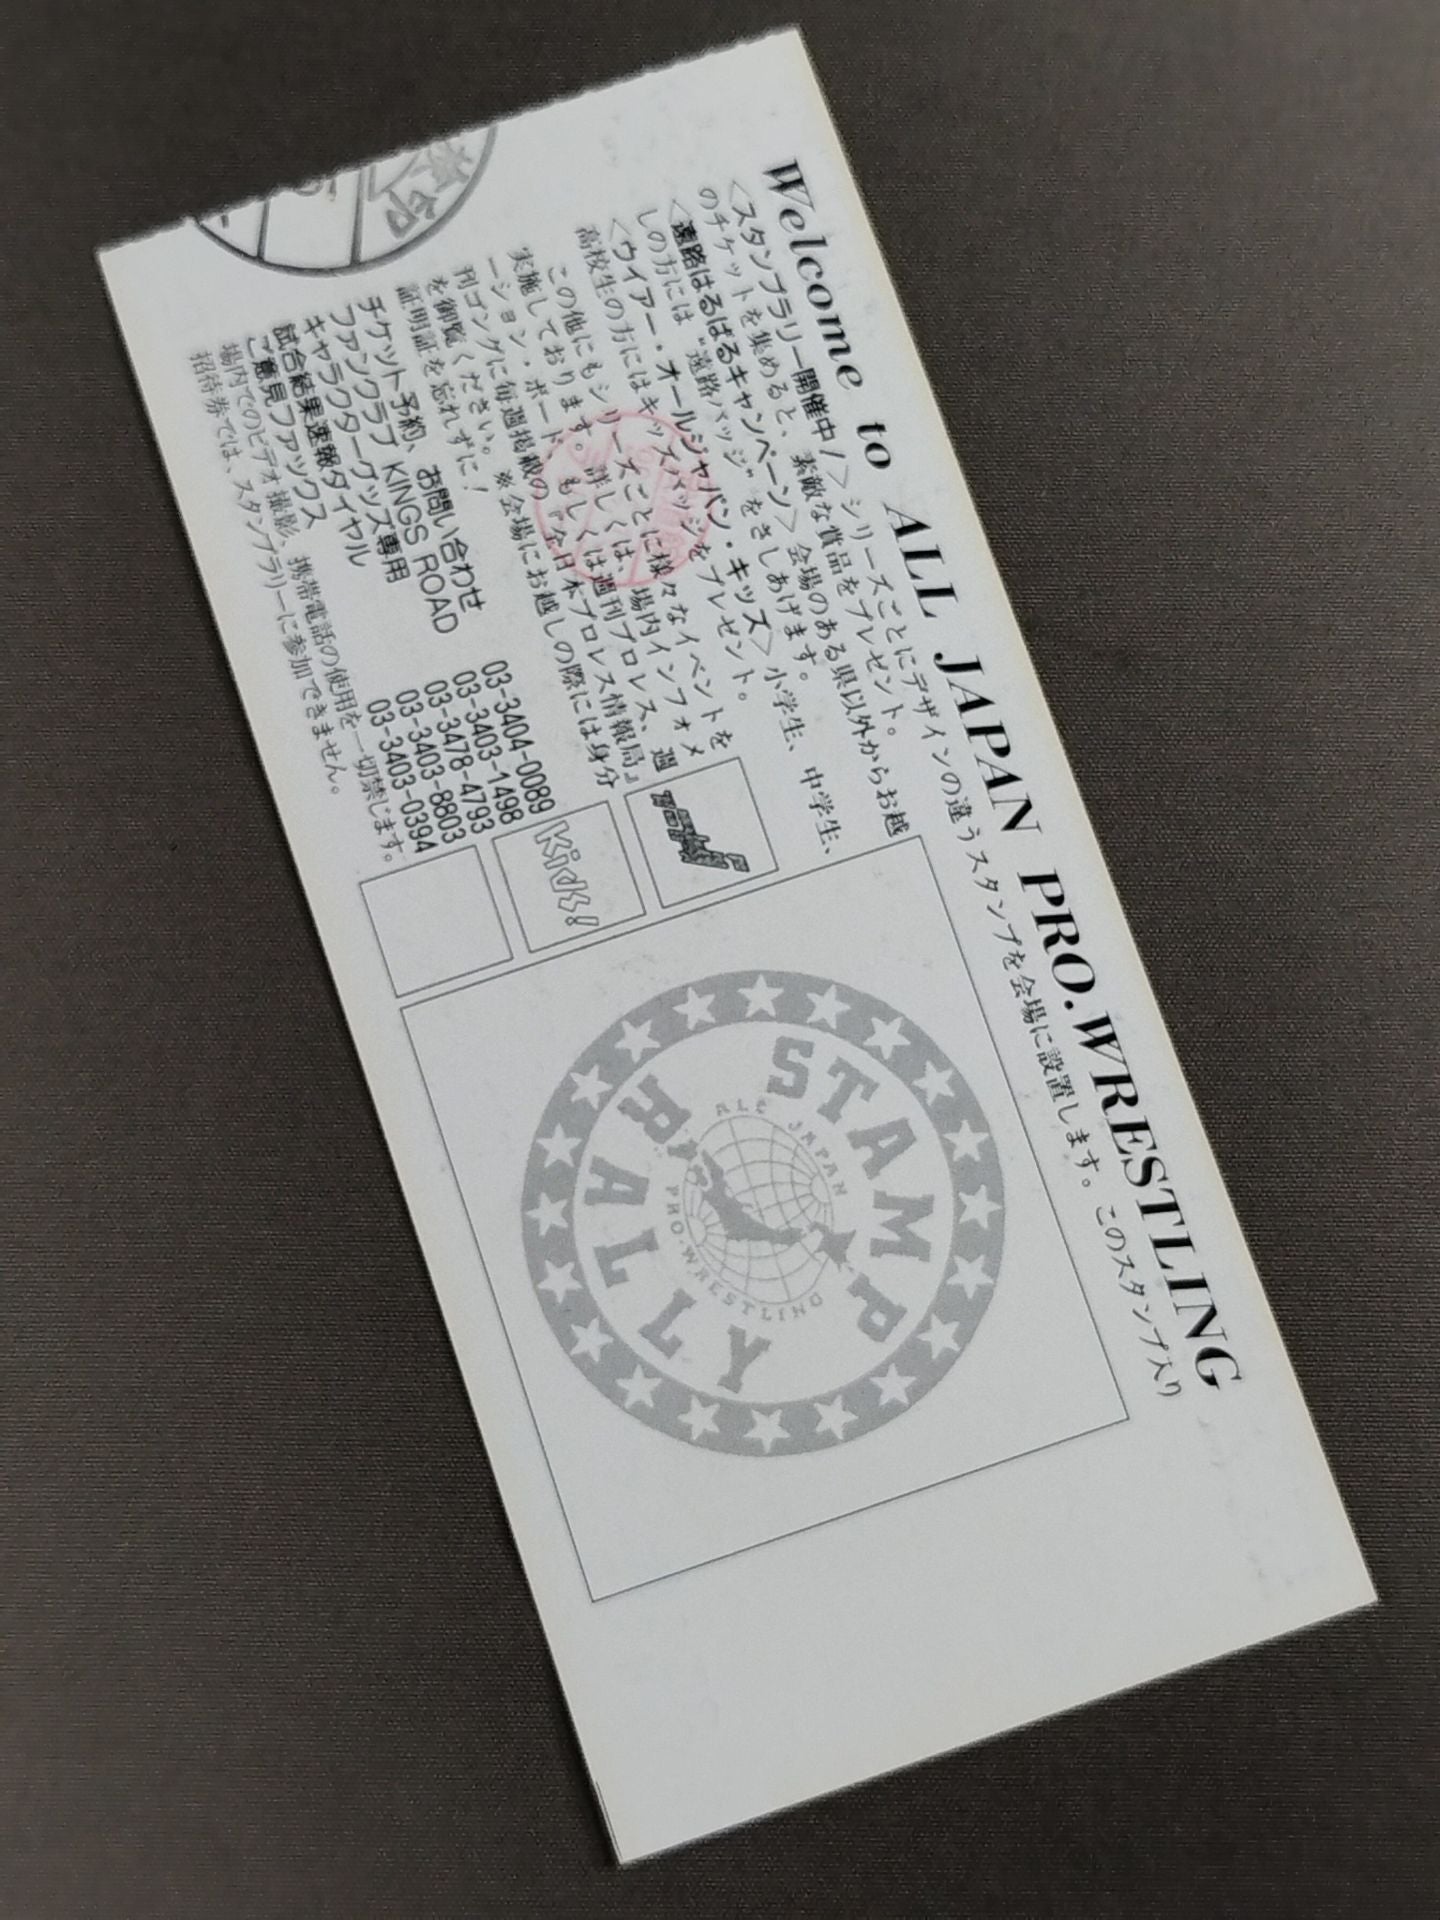 Welcome to ALL JAPAN PRO.WRESTLING
<スタンプラリー開催中!>シリーズごとにデザインの違うスタンプを会場に設置します。このスタンプ入り
のチケットを集めると、素敵な賞品をプレゼント。
<遠路はるばるキャンペーン>会場のある県以外からお越
しの方には“遠路バッジ”をさしあげます。
<ウイアー・オールジャパン・キッズ>小学生、中学生、
高校生の方にはキッズバッジをプレゼント。
この他にもシリーズごとに様々なイベントを
実施しております。詳しくは、場内インフォメ
ーション・ボード、もしくは週刊プロレス、週
刊ゴングに毎週掲載の『全日本プロレス情報局』
を御覧ください。※会場にお越しの際には身分
証明証を忘れずに!
チケット予約、お問い合わせ 03-3404-0089
ファンクラブ KINGS ROAD 03-3403-1498
キャラクターグッズ専用 03-3478-4793
試合結果速報ダイヤル 03-3403-8803
ご意見ファックス 03-3403-0394
場内でのビデオ撮影、携帯電話の使用を一切禁じます。
招待券では、スタンプラリーに参加できません。
Kids!
STAMP
RALLY
ALL JAPAN
PRO-WRESTLING